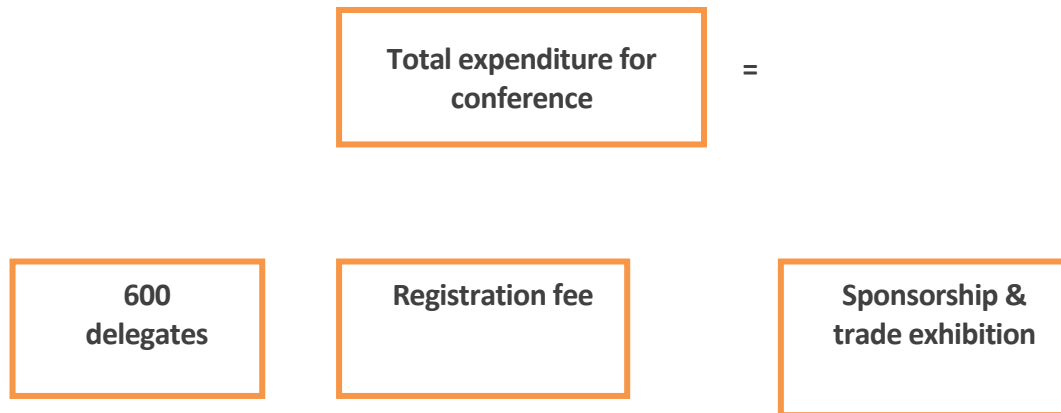 Total expenditure for
conference
=
600
delegates
Registration fee
Sponsorship &
trade exhibition